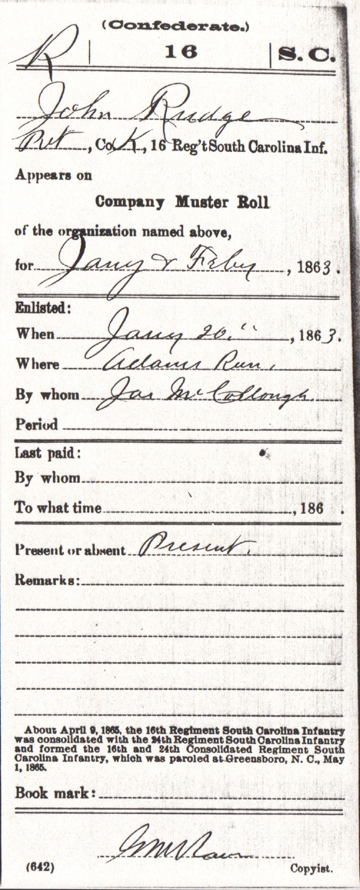 (Confederate.)
R | 16 | S. C.
John Rudge
Pvt, Co. K, 16 Reg't South Carolina Inf.
Appears on
Company Muster Roll
of the organization named above,
for Jany & Feby, 1863.
Enlisted:
When Jany 20", 1863.
Where Adams Run.
By whom Jas McCollough
Period
Last paid:
By whom
To what time , 186 .
Present or absent Present.
Remarks:
About April 9, 1865, the 16th Regiment South Carolina Infantry
was consolidated with the 24th Regiment South Carolina Infantry
and formed the 16th and 24th Consolidated Regiment South
Carolina Infantry, which was paroled at Greensboro, N. C., May
1, 1865.
Book mark:
(642) Copyist.